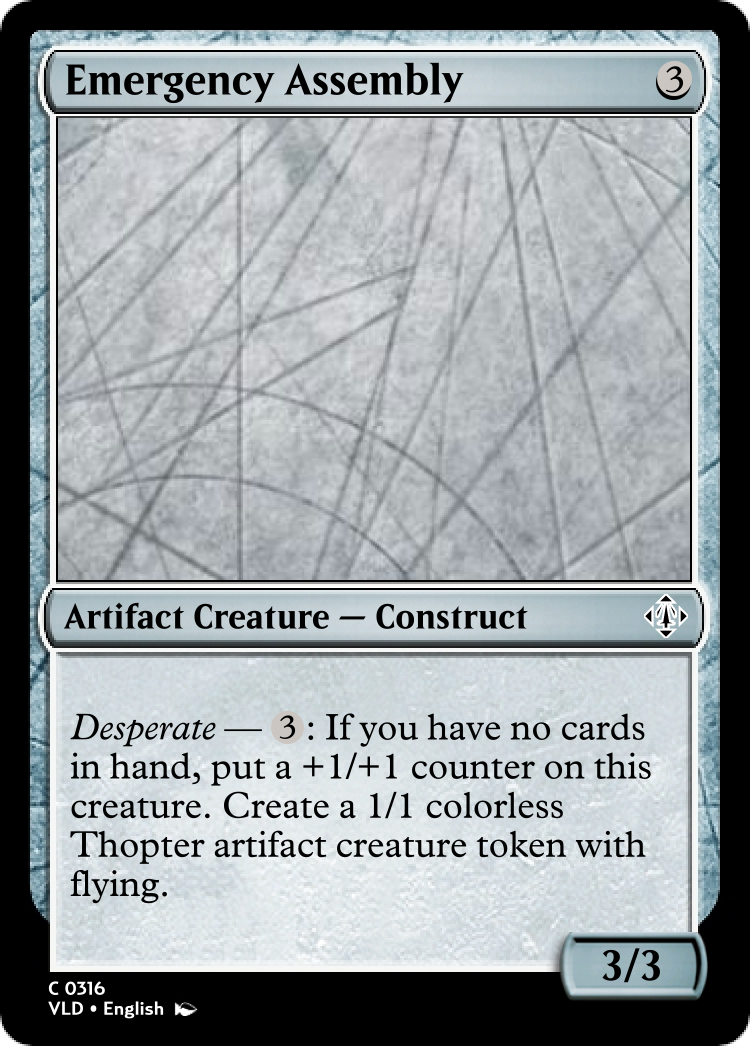 Emergency Assembly 3
Artifact Creature — Construct
Desperate — 3: If you have no cards
in hand, put a +1/+1 counter on this
creature. Create a 1/1 colorless
Thopter artifact creature token with
flying.
3/3
C 0316
VLD • English